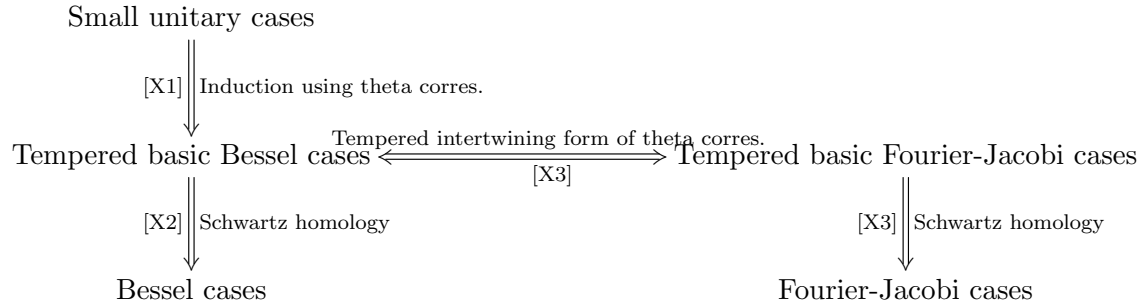 Small unitary cases
[X1] Induction using theta corres.
Tempered intertwining form of theta corres.
Tempered basic Bessel cases
Tempered basic Fourier-Jacobi cases
[X3]
[X2] Schwartz homology
[X3] Schwartz homology
Bessel cases
Fourier-Jacobi cases